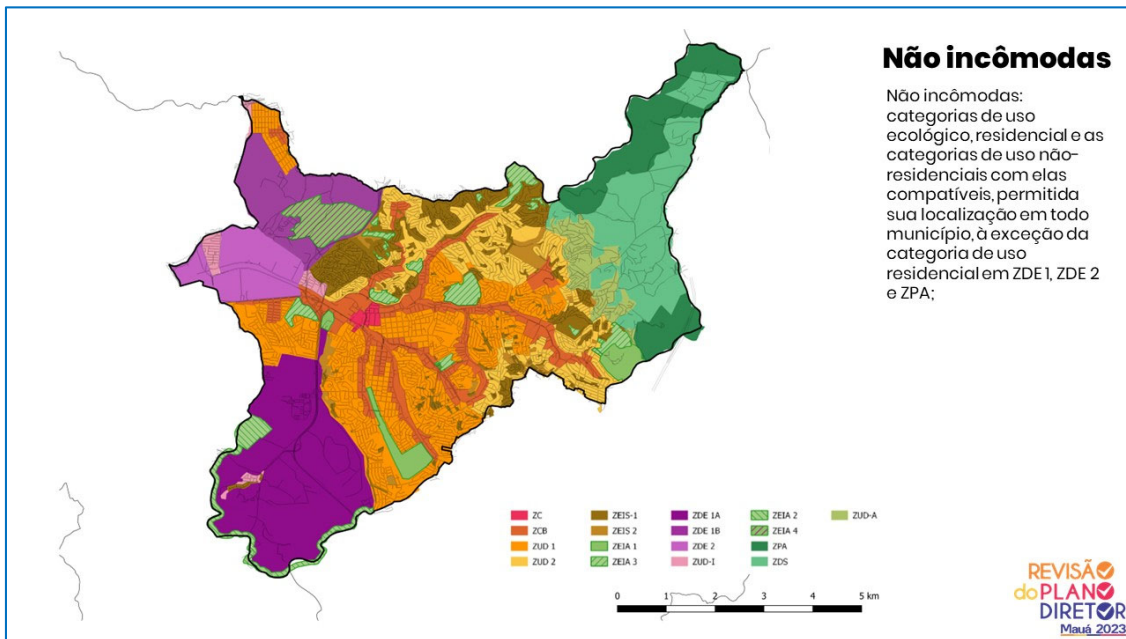 Não incômodas
Não incômodas:
categorias de uso
ecológico, residencial e as
categorias de uso não-
residenciais com elas
compatíveis, permitida
sua localização em todo
município, à exceção da
categoria de uso
residencial em ZDE 1, ZDE 2
e ZPA;
ZC
ZCB
ZUD 1
ZUD 2
ZEIS-1
ZEIS 2
ZEIA 1
ZEIA 3
ZDE 1A
ZDE 1B
ZDE 2
ZUD-I
ZEIA 2
ZEIA 4
ZPA
ZDS
ZUD-A
0 1 2 3 4 5 km
REVISÃO
do PLANO
DIRETOR
Mauá 2023